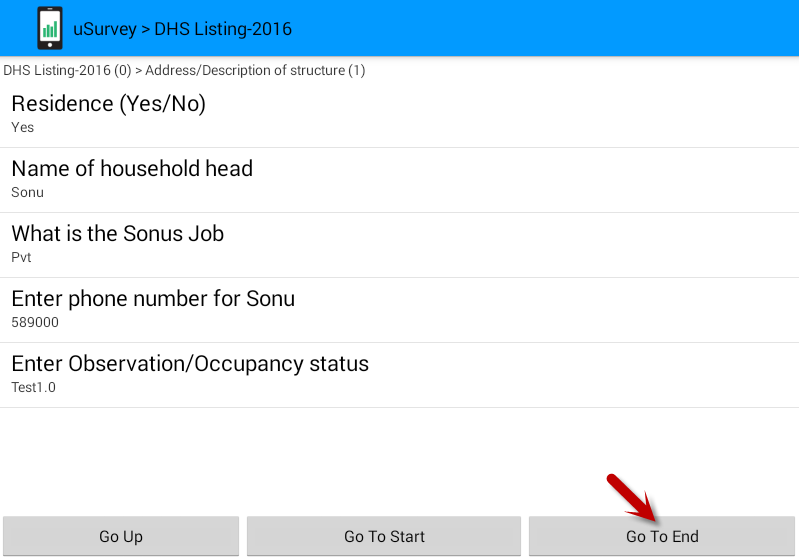 uSurvey > DHS Listing-2016
DHS Listing-2016 (0) > Address/Description of structure (1)
Residence (Yes/No)
Yes
Name of household head
Sonu
What is the Sonus Job
Pvt
Enter phone number for Sonu
589000
Enter Observation/Occupancy status
Test1.0
Go Up
Go To Start
Go To End